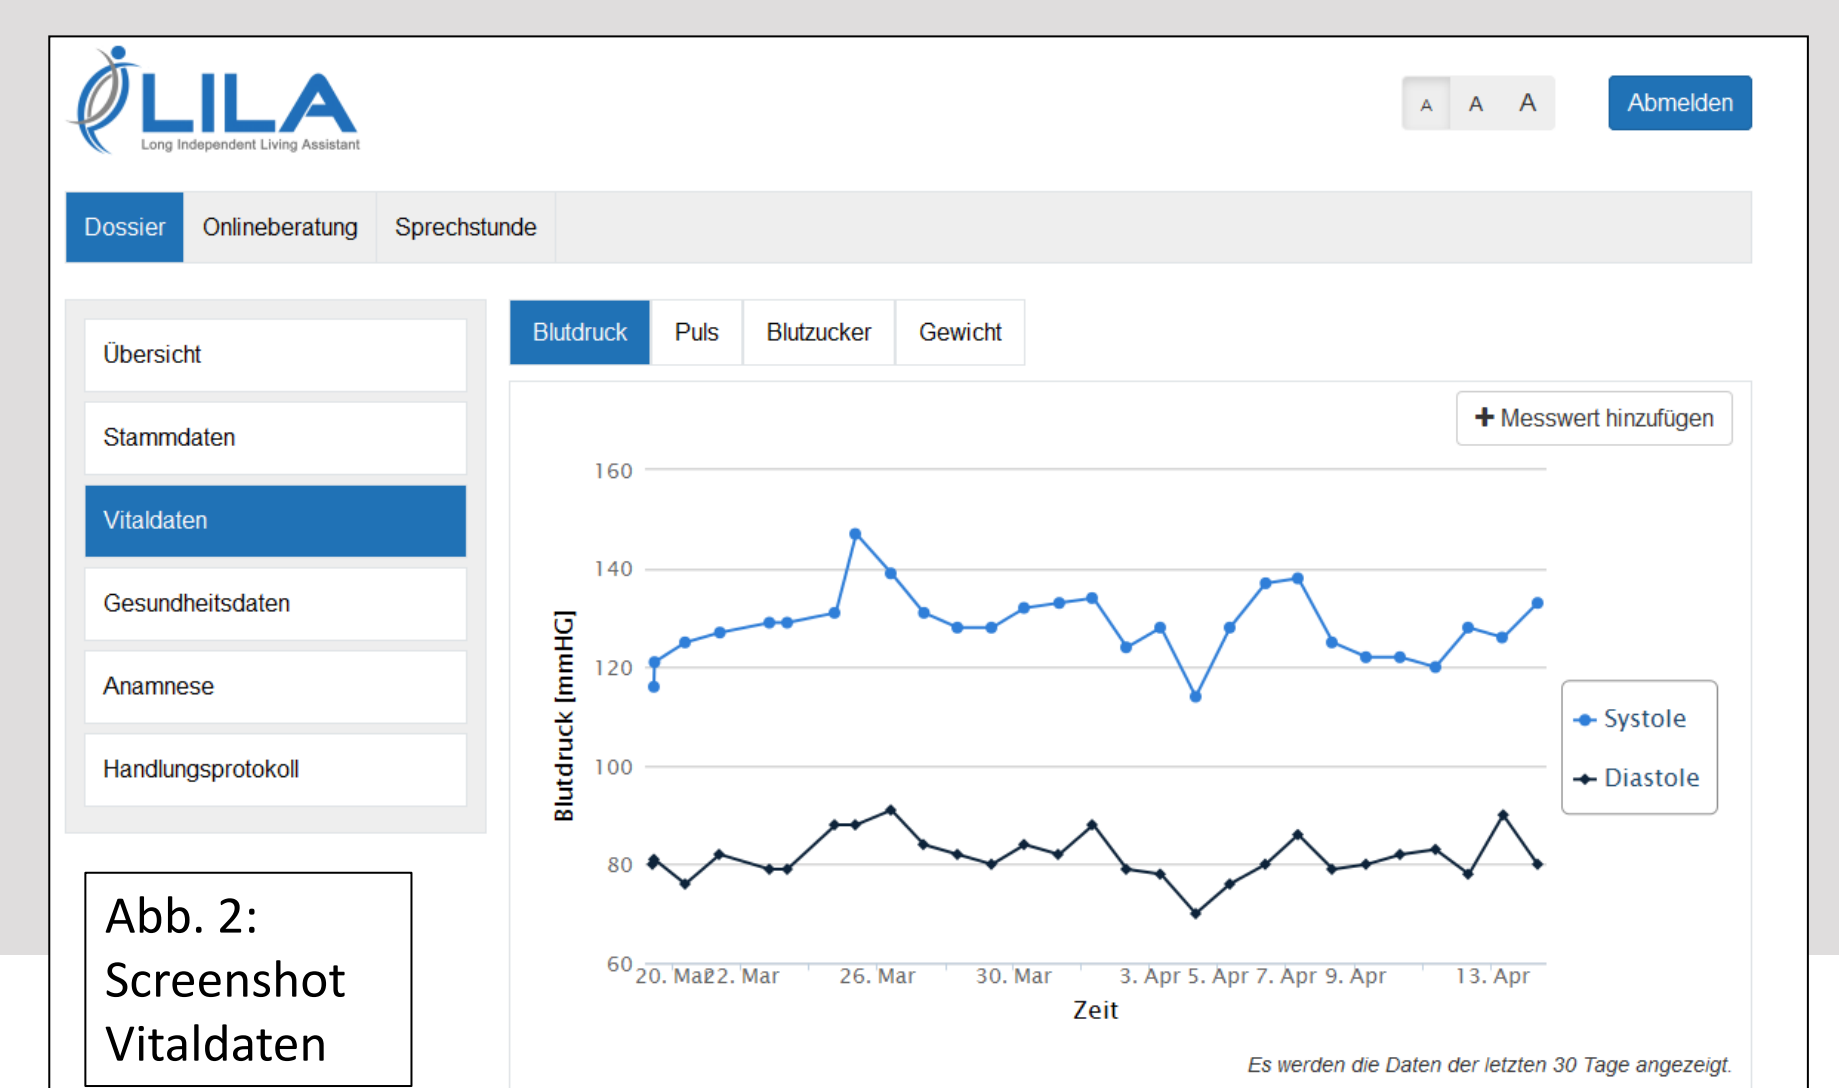 LILA
Long Independent Living Assistant
A A A
Abmelden
Dossier Onlineberatung Sprechstunde
Übersicht
Stammdaten
Vitaldaten
Gesundheitsdaten
Anamnese
Handlungsprotokoll
Blutdruck Puls Blutzucker Gewicht
+ Messwert hinzufügen
160
140
120
100
80
60
Blutdruck [mmHG]
20. Mar 22. Mar 26. Mar 30. Mar 3. Apr 5. Apr 7. Apr 9. Apr 13. Apr
Zeit
Systole
Diastole
Es werden die Daten der letzten 30 Tage angezeigt.
Abb. 2:
Screenshot
Vitaldaten